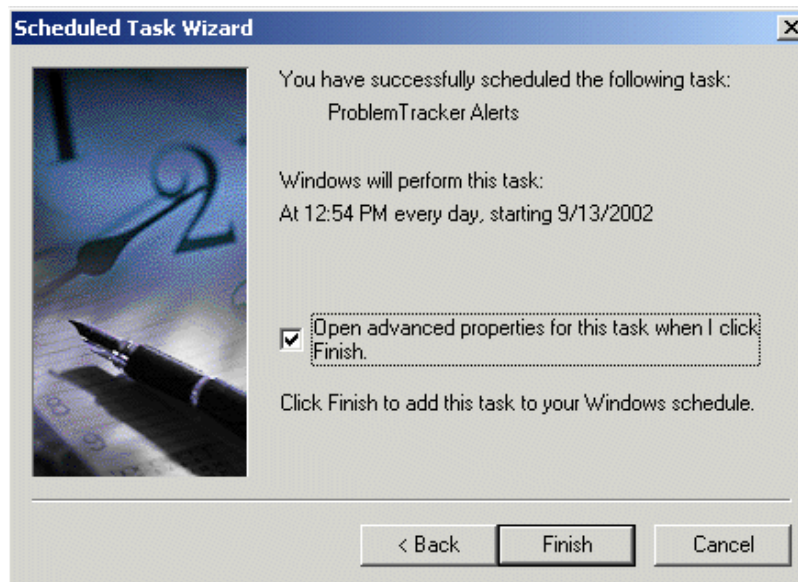 Scheduled Task Wizard
You have successfully scheduled the following task:
ProblemTracker Alerts
Windows will perform this task:
At 12:54 PM every day, starting 9/13/2002
Open advanced properties for this task when I click
Finish.
Click Finish to add this task to your Windows schedule.
< Back
Finish
Cancel